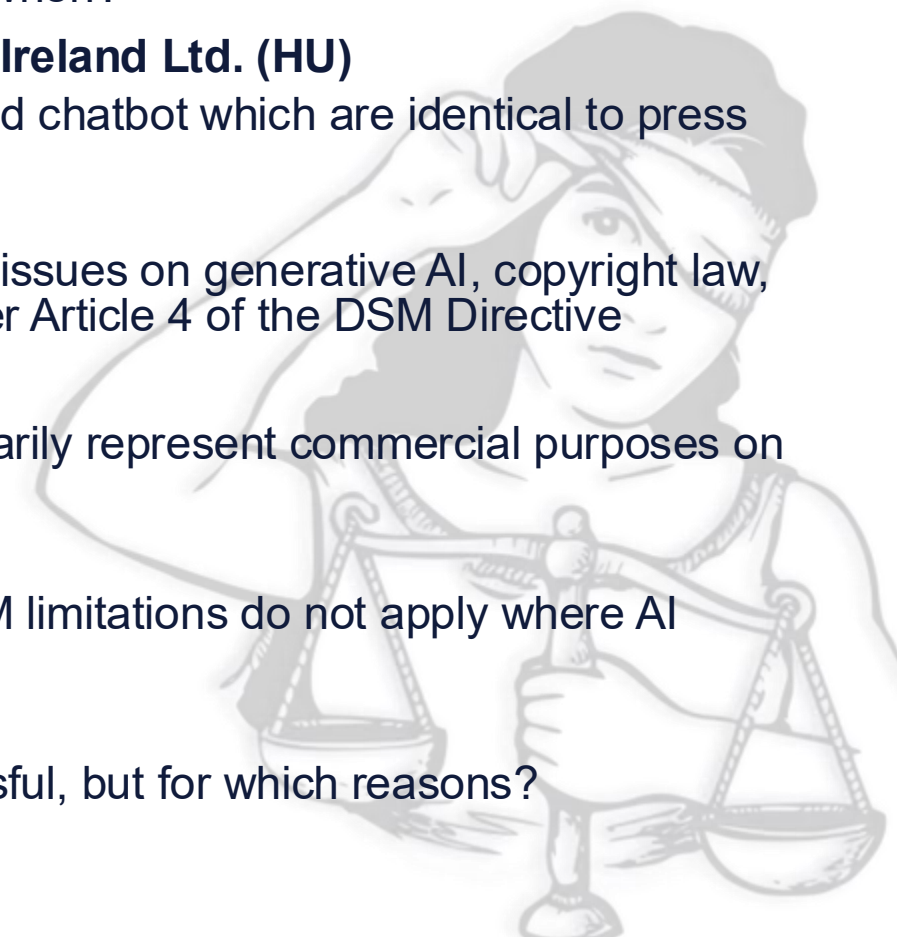 Ireland Ltd. (HU)
d chatbot which are identical to press
issues on generative AI, copyright law,
er Article 4 of the DSM Directive
arily represent commercial purposes on
M limitations do not apply where AI
sful, but for which reasons?